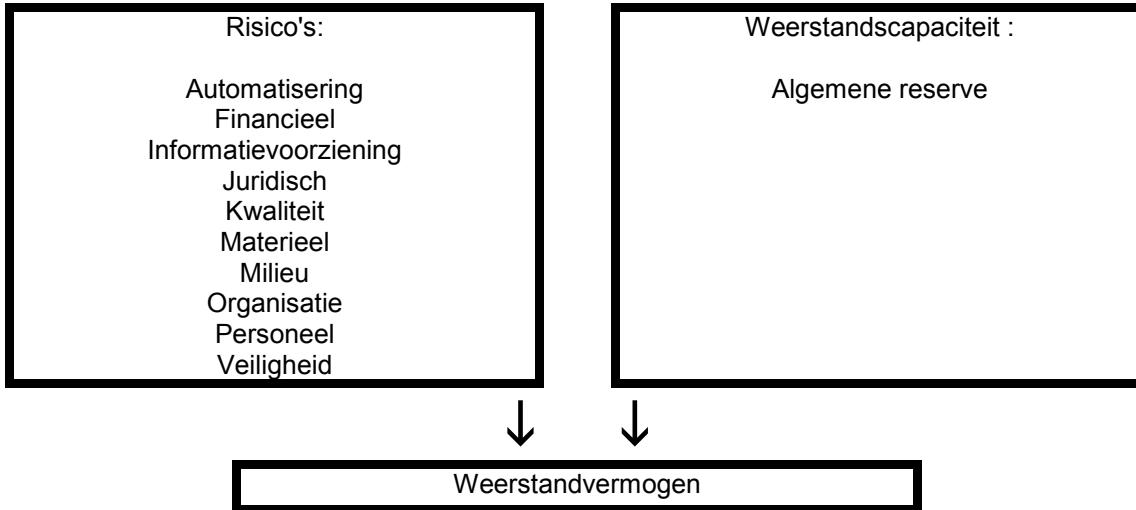 Risico's:
Automatisering
Financieel
Informatievoorziening
Juridisch
Kwaliteit
Materieel
Milieu
Organisatie
Personeel
Veiligheid
Weerstandscapaciteit :
Algemene reserve
Weerstandvermogen